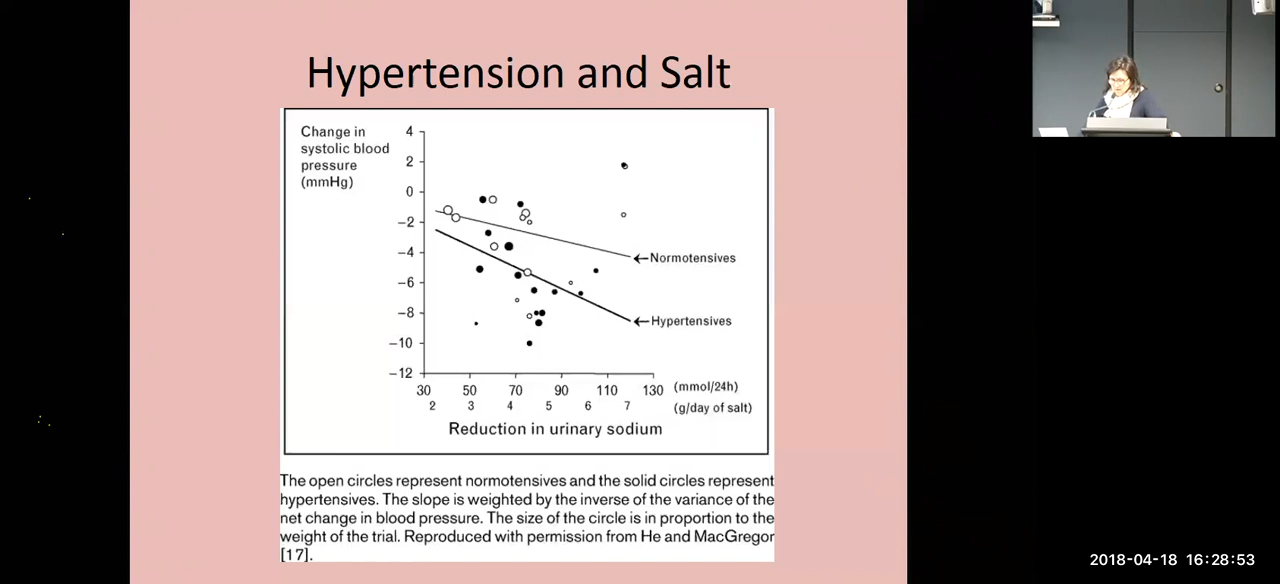 Hypertension and Salt
Change in
systolic blood
pressure
(mmHg)
4
2
0
−2
−4
−6
−8
−10
−12
Normotensives
Hypertensives
30 50 70 90 110 130 (mmol/24h)
2 3 4 5 6 7 (g/day of salt)
Reduction in urinary sodium
The open circles represent normotensives and the solid circles represent
hypertensives. The slope is weighted by the inverse of the variance of the
net change in blood pressure. The size of the circle is in proportion to the
weight of the trial. Reproduced with permission from He and MacGregor
[17].
2018-04-18 16:28:53